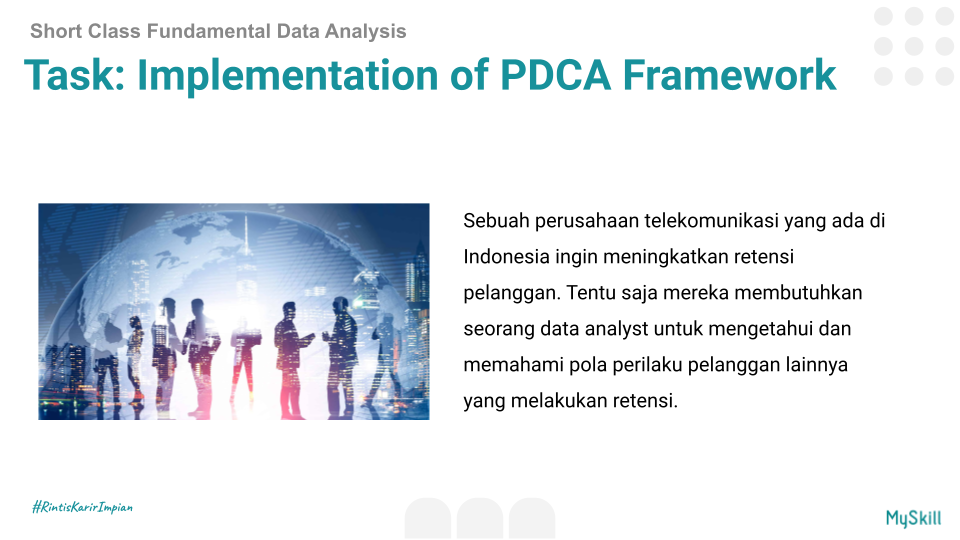 Short Class Fundamental Data Analysis
Task: Implementation of PDCA Framework
Sebuah perusahaan telekomunikasi yang ada di
Indonesia ingin meningkatkan retensi
pelanggan. Tentu saja mereka membutuhkan
seorang data analyst untuk mengetahui dan
memahami pola perilaku pelanggan lainnya
yang melakukan retensi.
#RintisKarirImpian
MySkill